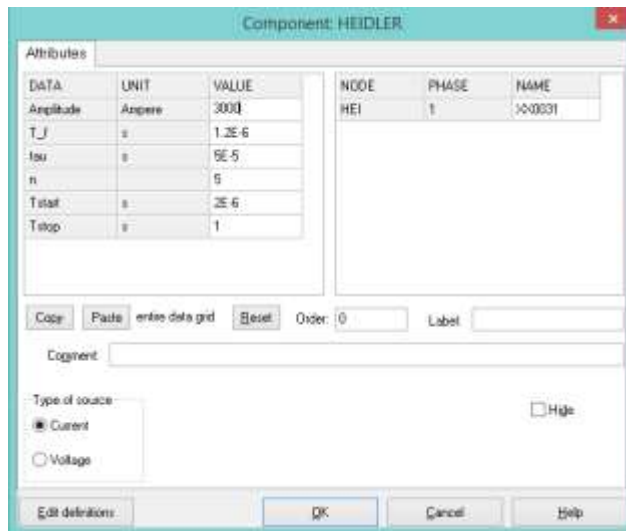 Component: HEIDLER
Attributes
DATA UNIT VALUE
Amplitude Ampere 3000
T_f s 1.2E-6
tau s 5E-5
n 5
Tstart s 2E-6
Tstop s 1
NODE PHASE NAME
HEI 1 XX0031
Copy Paste entire data grid Reset Order: 0 Label:
Comment:
Type of source
Current
Voltage
Hide
Edit definitions OK Cancel Help